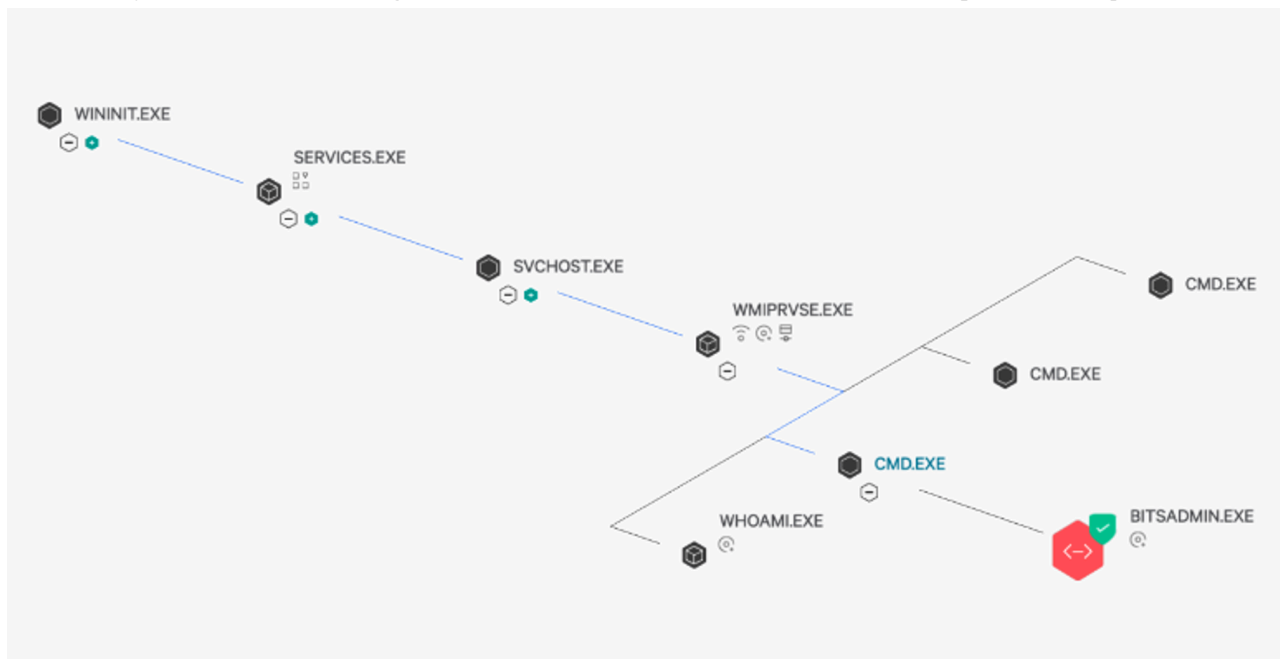 WININIT.EXE
SERVICES.EXE
SVCHOST.EXE
WMIPRVSE.EXE
CMD.EXE
CMD.EXE
CMD.EXE
WHOAMI.EXE
BITSADMIN.EXE